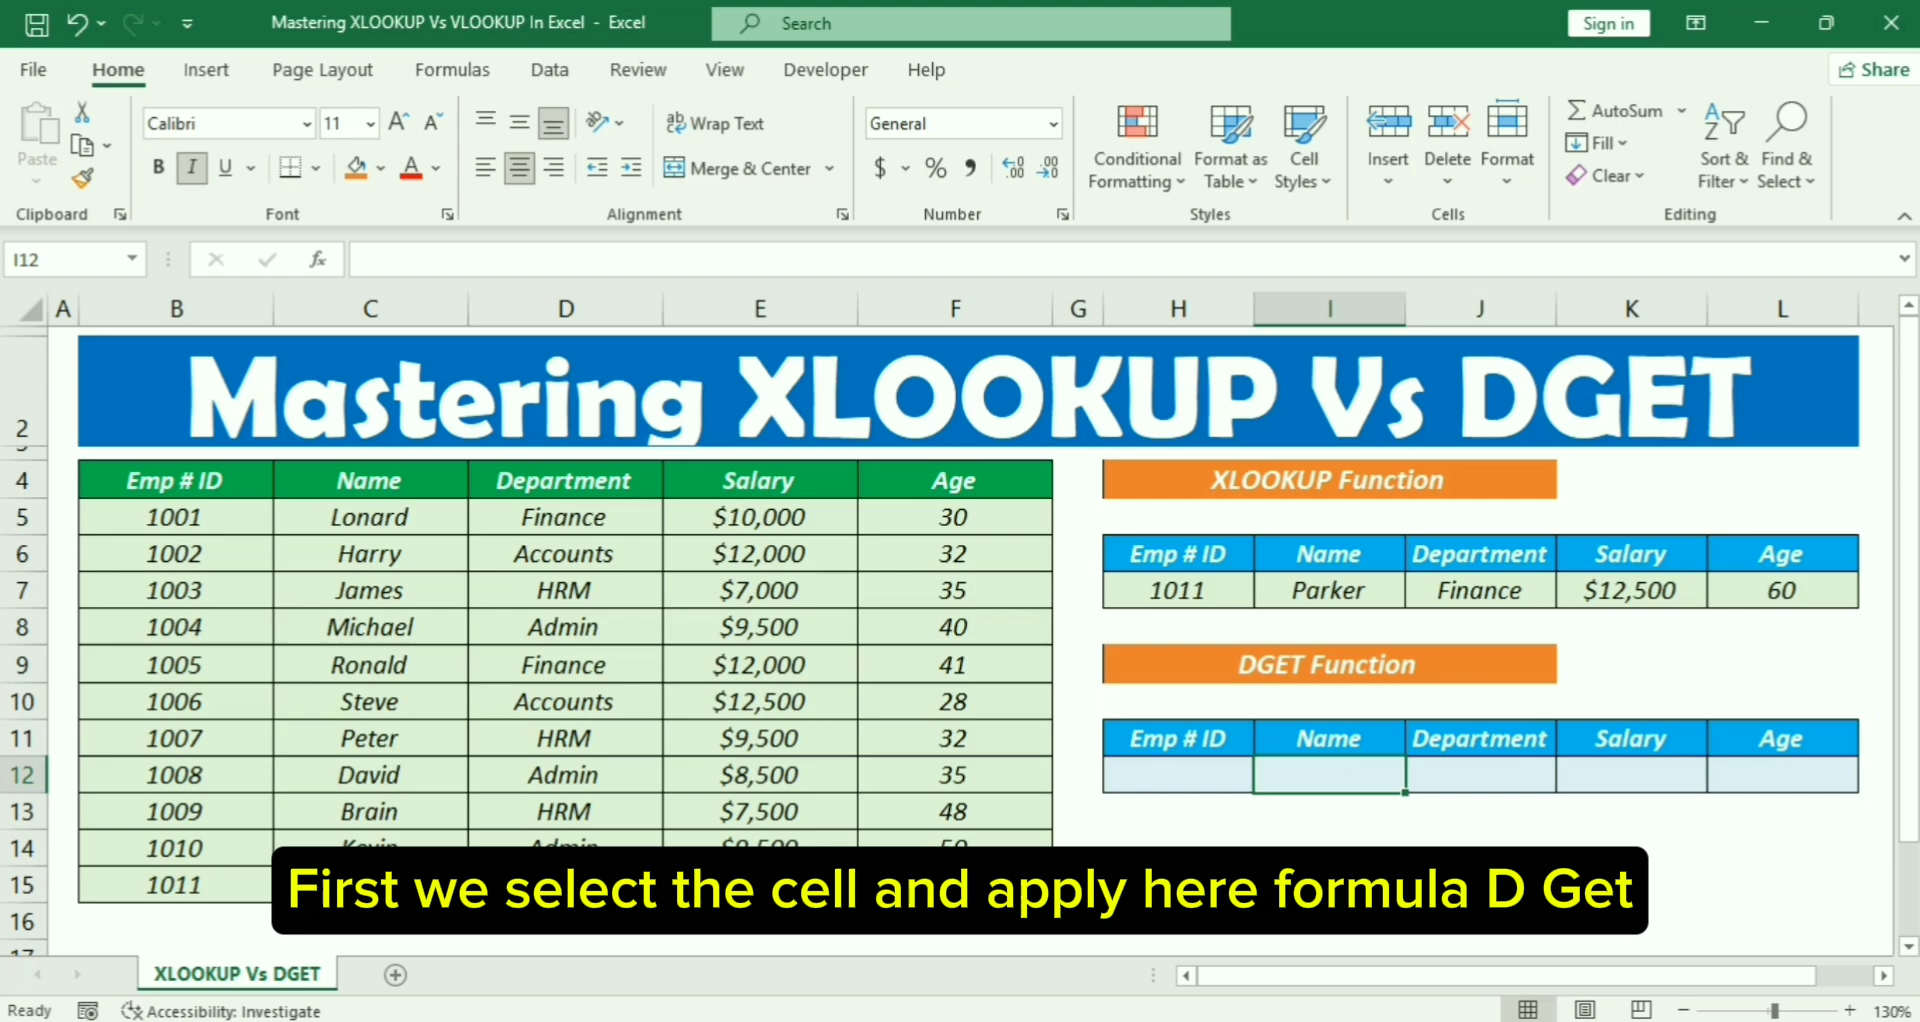 Mastering XLOOKUP Vs VLOOKUP In Excel - Excel
Search
Sign in
File Home Insert Page Layout Formulas Data Review View Developer Help
Share
Paste
Calibri 11
B I U
Wrap Text
Merge & Center
General
$ % ,
Conditional Formatting
Format as Table
Cell Styles
Insert Delete Format
AutoSum
Fill
Clear
Sort & Filter
Find & Select
Clipboard Font Alignment Number Styles Cells Editing
I12 fx
A B C D E F G H I J K L
Mastering XLOOKUP Vs DGET
2
4 Emp # ID Name Department Salary Age XLOOKUP Function
5 1001 Lonard Finance $10,000 30
6 1002 Harry Accounts $12,000 32 Emp # ID Name Department Salary Age
7 1003 James HRM $7,000 35 1011 Parker Finance $12,500 60
8 1004 Michael Admin $9,500 40
9 1005 Ronald Finance $12,000 41 DGET Function
10 1006 Steve Accounts $12,500 28
11 1007 Peter HRM $9,500 32 Emp # ID Name Department Salary Age
12 1008 David Admin $8,500 35
13 1009 Brain HRM $7,500 48
14 1010 Kevin Admin
15 1011
First we select the cell and apply here formula D Get
16
17
XLOOKUP Vs DGET
Ready Accessibility: Investigate 130%